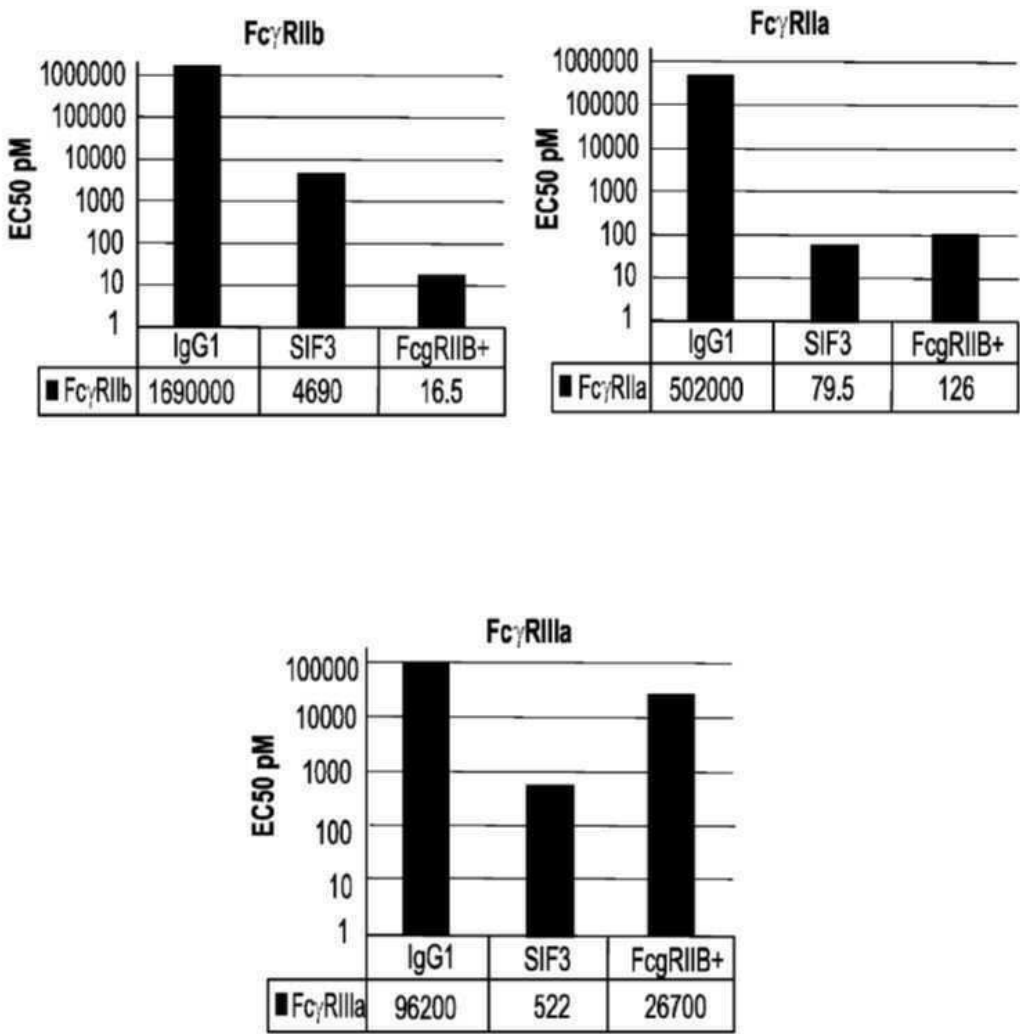 FcγRIIb
EC50 pM
1000000
100000
10000
1000
100
10
1
IgG1 SIF3 FcgRIIB+
FcγRIIb 1690000 4690 16.5
FcγRIIa
EC50 pM
1000000
100000
10000
1000
100
10
1
IgG1 SIF3 FcgRIIB+
FcγRIIa 502000 79.5 126
FcγRIIIa
EC50 pM
100000
10000
1000
100
10
1
IgG1 SIF3 FcgRIIB+
FcγRIIIa 96200 522 26700